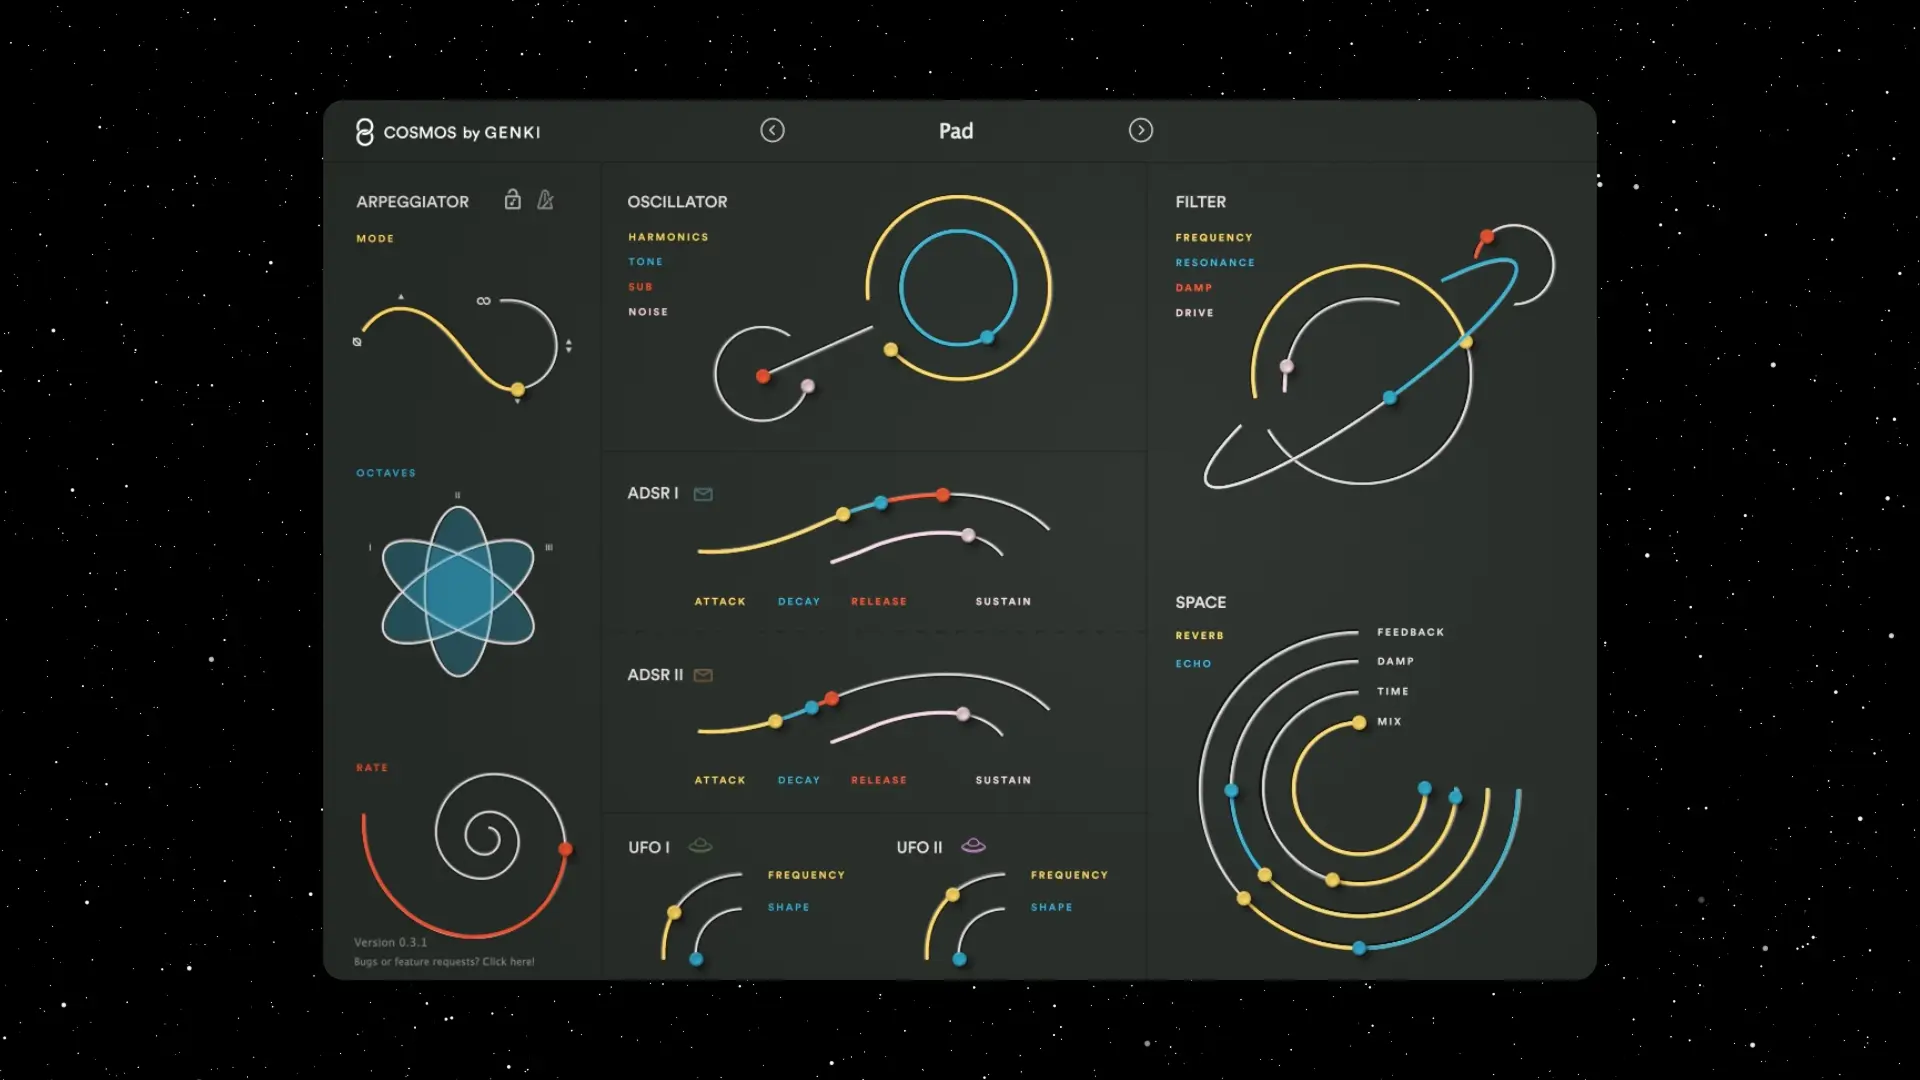 COSMOS by GENKI
Pad
ARPEGGIATOR
MODE
∞
OCTAVES
II
I
III
RATE
Version 0.3.1
Bugs or feature requests? Click here!
OSCILLATOR
HARMONICS
TONE
SUB
NOISE
ADSR I
ATTACK DECAY RELEASE SUSTAIN
ADSR II
ATTACK DECAY RELEASE SUSTAIN
UFO I
FREQUENCY
SHAPE
UFO II
FREQUENCY
SHAPE
FILTER
FREQUENCY
RESONANCE
DAMP
DRIVE
SPACE
REVERB
ECHO
FEEDBACK
DAMP
TIME
MIX